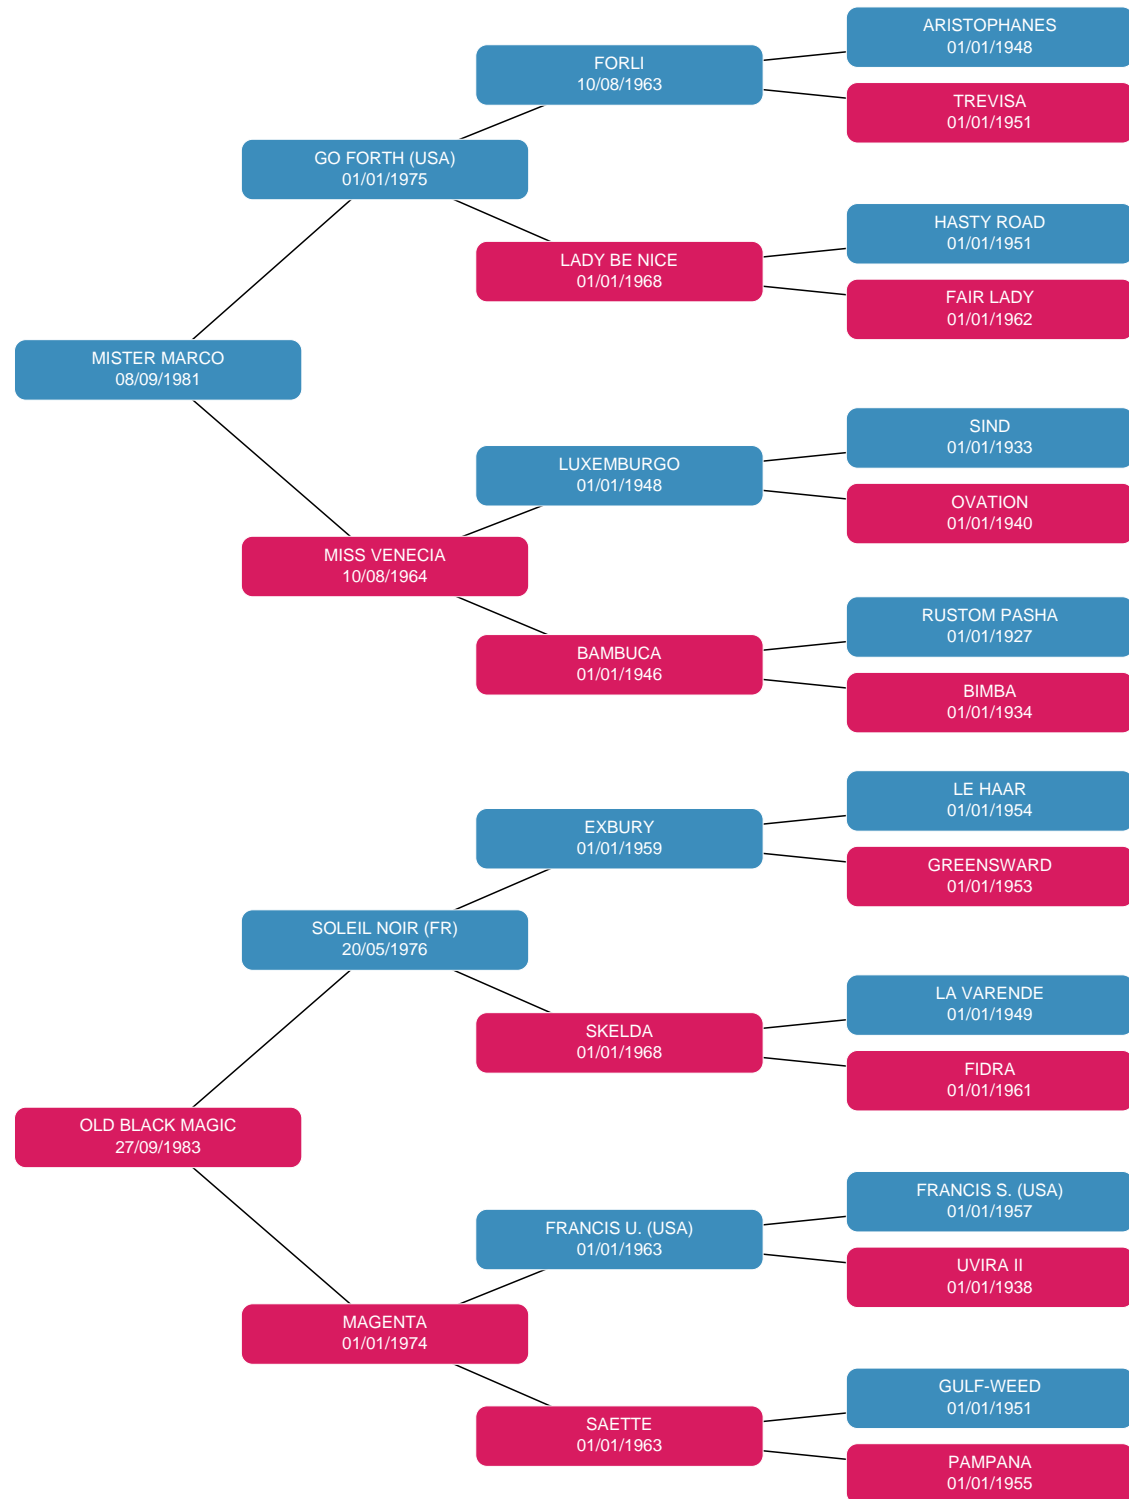 ARISTOPHANES
01/01/1948
FORLI
10/08/1963
TREVISA
01/01/1951
GO FORTH (USA)
01/01/1975
HASTY ROAD
01/01/1951
LADY BE NICE
01/01/1968
FAIR LADY
01/01/1962
MISTER MARCO
08/09/1981
SIND
01/01/1933
LUXEMBURGO
01/01/1948
OVATION
01/01/1940
MISS VENECIA
10/08/1964
RUSTOM PASHA
01/01/1927
BAMBUCA
01/01/1946
BIMBA
01/01/1934
LE HAAR
01/01/1954
EXBURY
01/01/1959
GREENSWARD
01/01/1953
SOLEIL NOIR (FR)
20/05/1976
LA VARENDE
01/01/1949
SKELDA
01/01/1968
FIDRA
01/01/1961
OLD BLACK MAGIC
27/09/1983
FRANCIS S. (USA)
01/01/1957
FRANCIS U. (USA)
01/01/1963
UVIRA II
01/01/1938
MAGENTA
01/01/1974
GULF-WEED
01/01/1951
SAETTE
01/01/1963
PAMPANA
01/01/1955